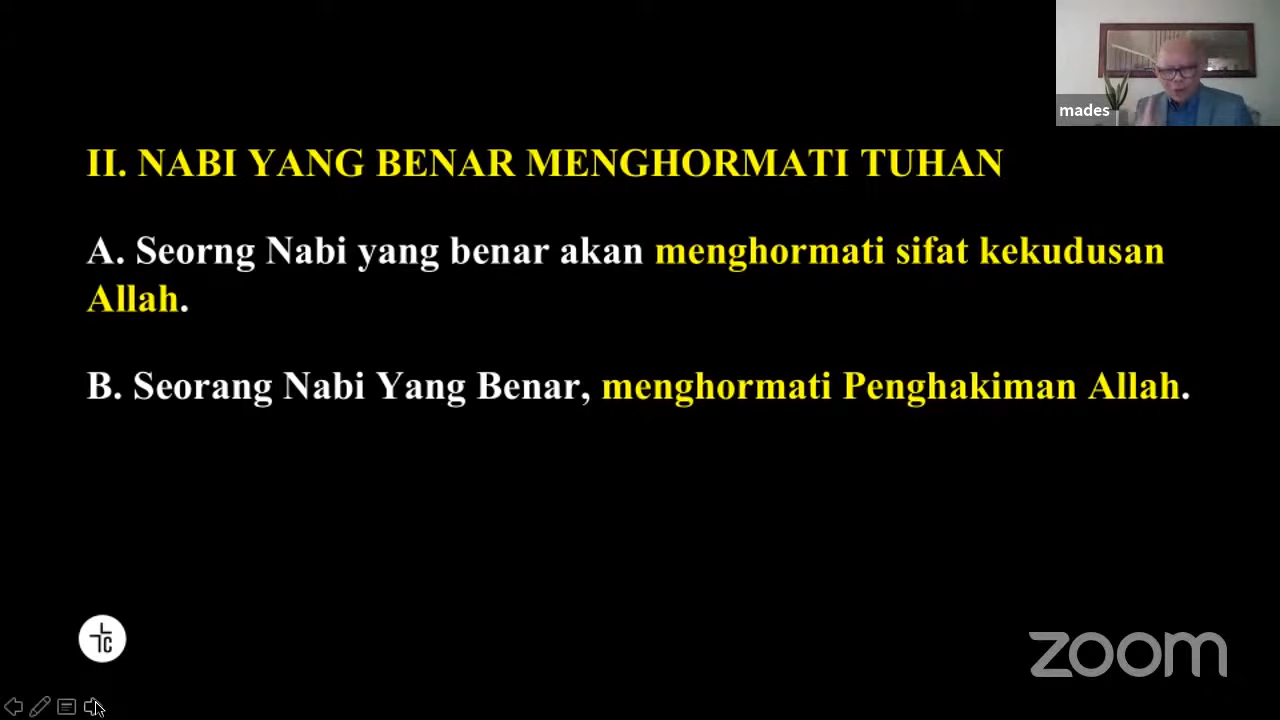 mades
II. NABI YANG BENAR MENGHORMATI TUHAN
A. Seorng Nabi yang benar akan menghormati sifat kekudusan
Allah.
B. Seorang Nabi Yang Benar, menghormati Penghakiman Allah.
zoom